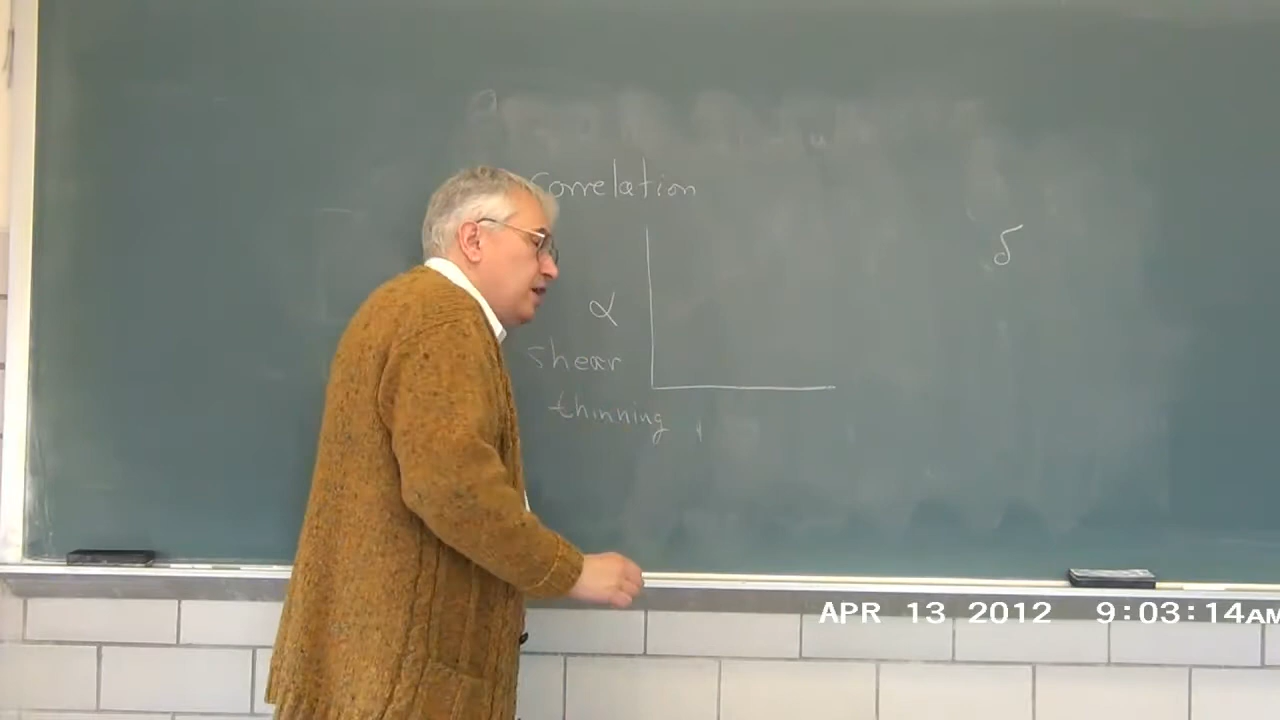 Correlation
δ
α
shear
thinning
APR 13 2012 9:03:14AM